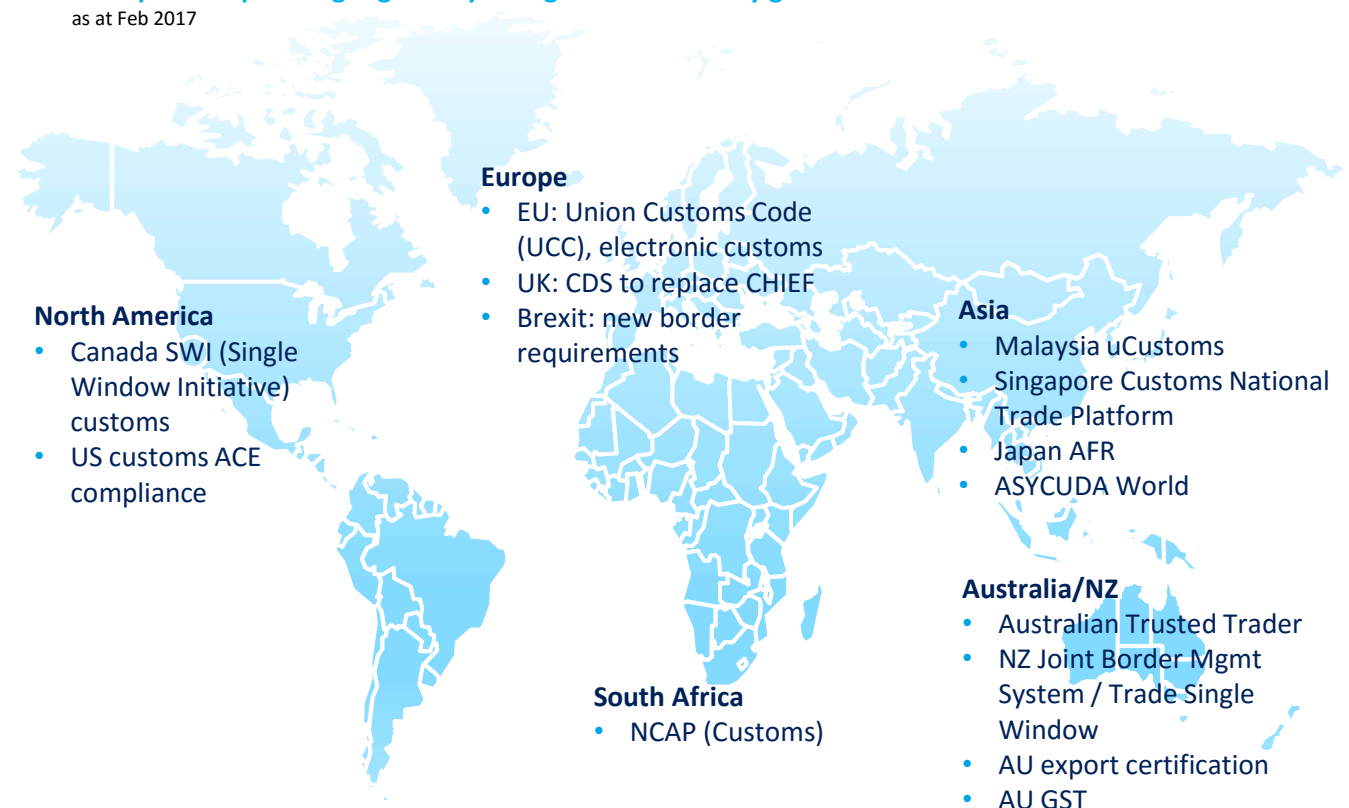 as at Feb 2017
Europe
• EU: Union Customs Code
(UCC), electronic customs
• UK: CDS to replace CHIEF
• Brexit: new border
requirements
North America
• Canada SWI (Single
Window Initiative)
customs
• US customs ACE
compliance
Asia
• Malaysia uCustoms
• Singapore Customs National
Trade Platform
• Japan AFR
• ASYCUDA World
South Africa
• NCAP (Customs)
Australia/NZ
• Australian Trusted Trader
• NZ Joint Border Mgmt
System / Trade Single
Window
• AU export certification
• AU GST